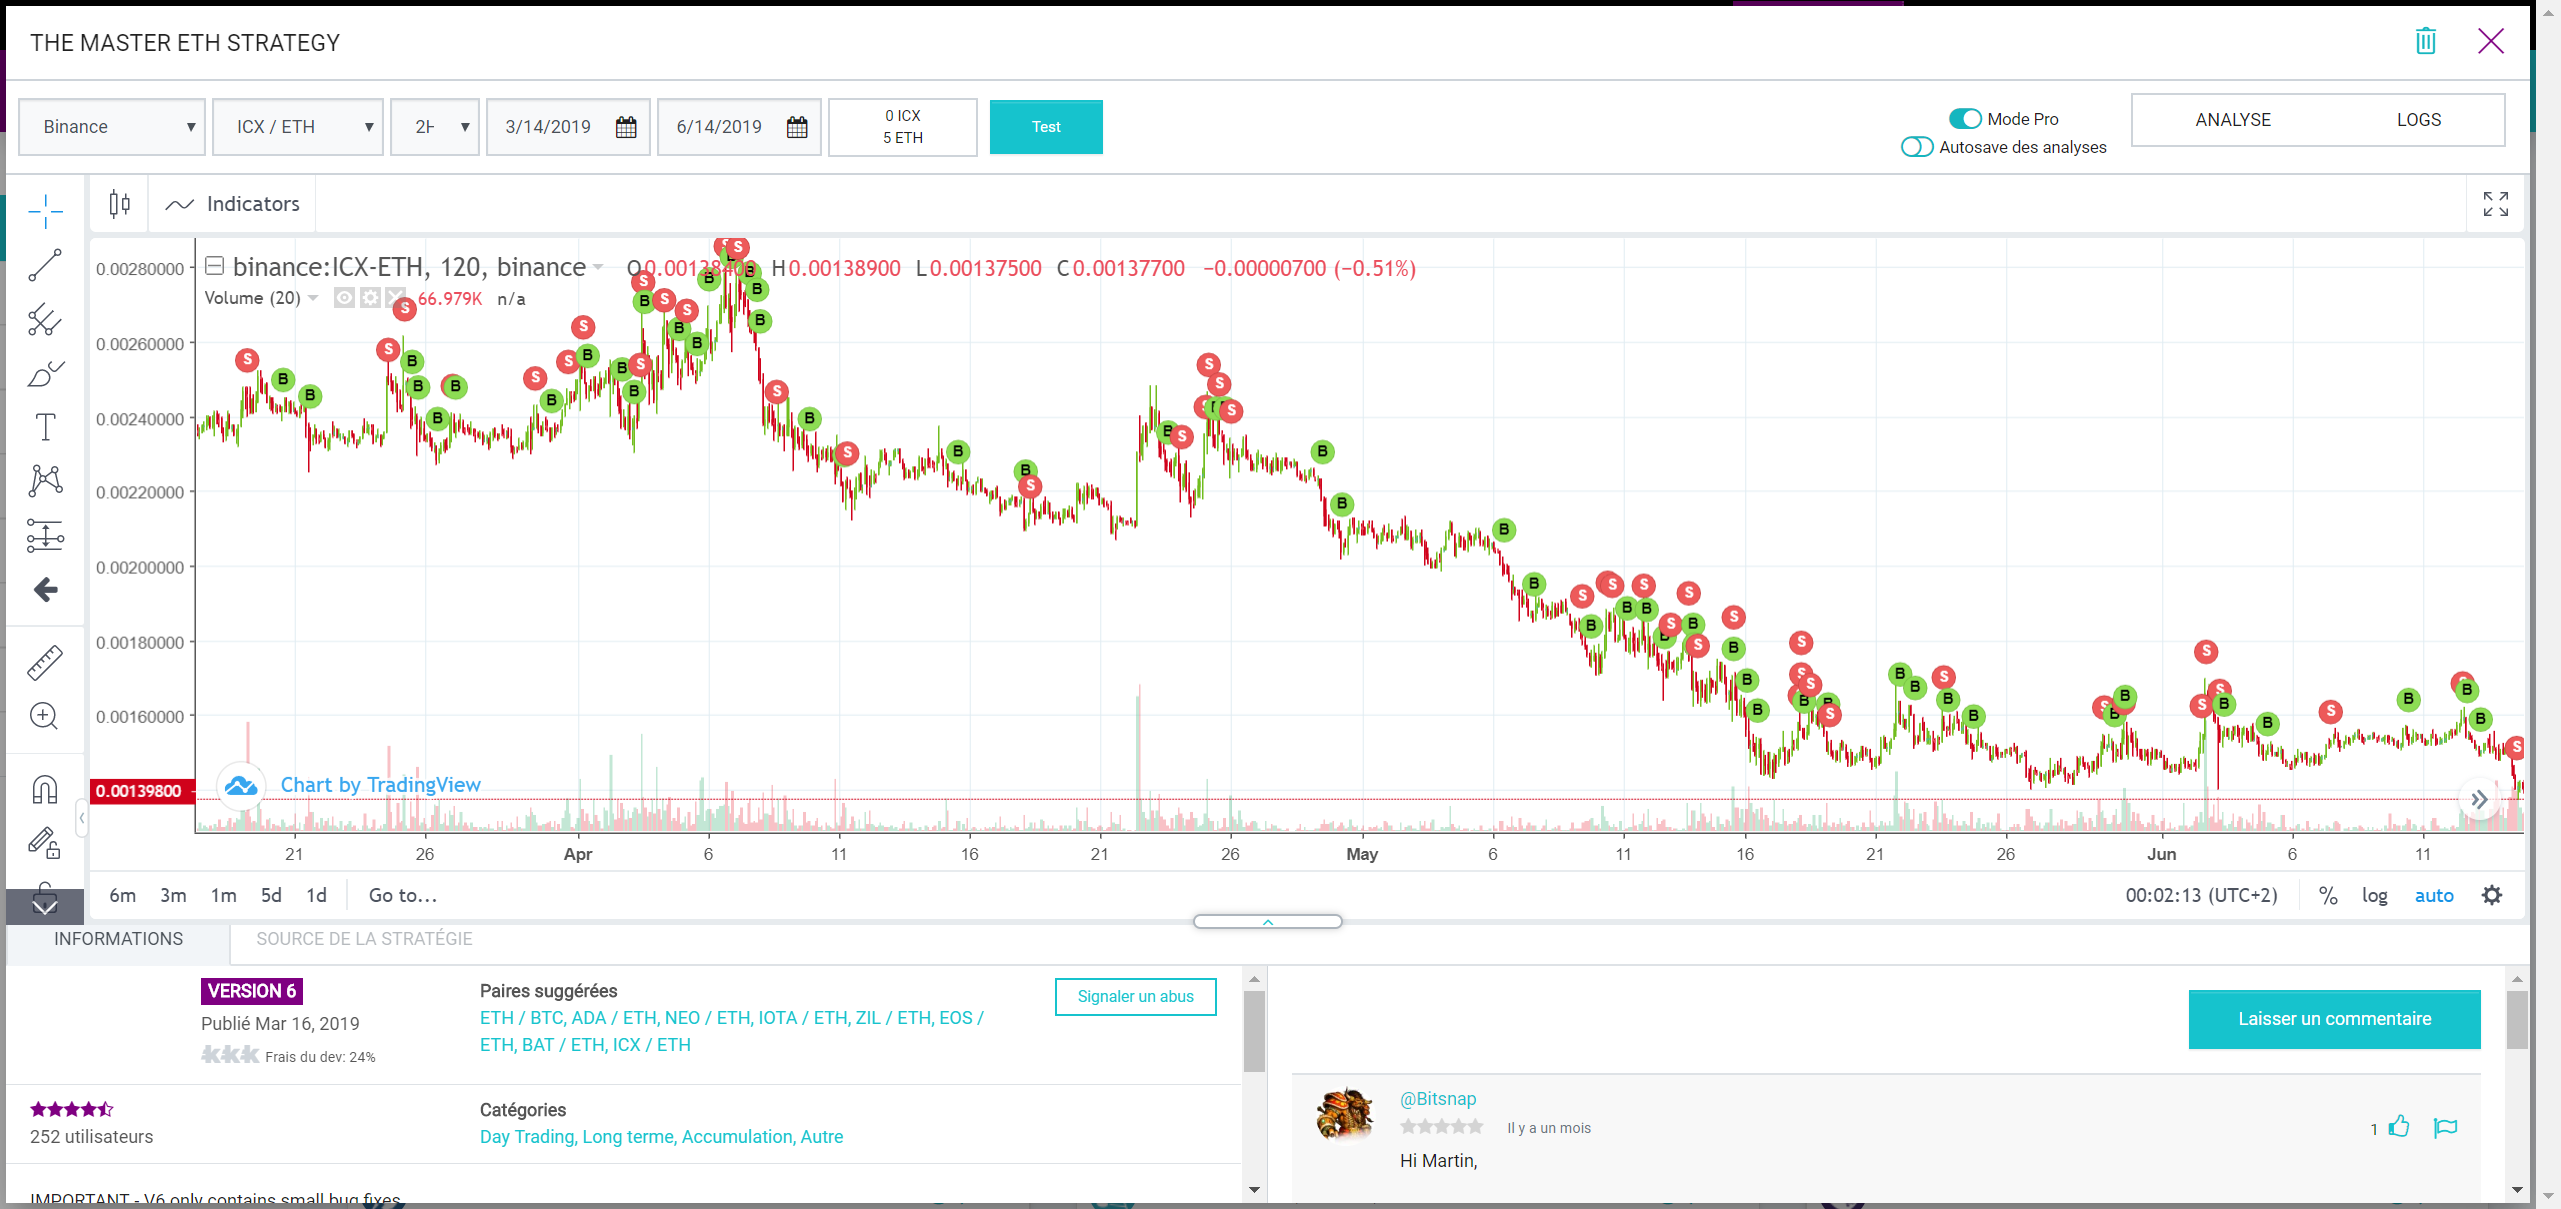 THE MASTER ETH STRATEGY
Binance
ICX / ETH
2H
3/14/2019
6/14/2019
0 ICX
5 ETH
Test
Mode Pro
Autosave des analyses
ANALYSE
LOGS
Indicators
binance:ICX-ETH, 120, binance
O0.00138400 H0.00138900 L0.00137500 C0.00137700 −0.00000700 (−0.51%)
Volume (20) 66.979K n/a
0.00280000
0.00260000
0.00240000
0.00220000
0.00200000
0.00180000
0.00160000
0.00139800
Chart by TradingView
21 26 Apr 6 11 16 21 26 May 6 11 16 21 26 Jun 6 11
6m 3m 1m 5d 1d Go to...
00:02:13 (UTC+2) % log auto
INFORMATIONS
SOURCE DE LA STRATÉGIE
VERSION 6
Publié Mar 16, 2019
Frais du dev: 24%
Paires suggérées
ETH / BTC, ADA / ETH, NEO / ETH, IOTA / ETH, ZIL / ETH, EOS /
ETH, BAT / ETH, ICX / ETH
Signaler un abus
252 utilisateurs
Catégories
Day Trading, Long terme, Accumulation, Autre
IMPORTANT - V6 only contains small bug fixes
Laisser un commentaire
@Bitsnap
Il y a un mois
1
Hi Martin,